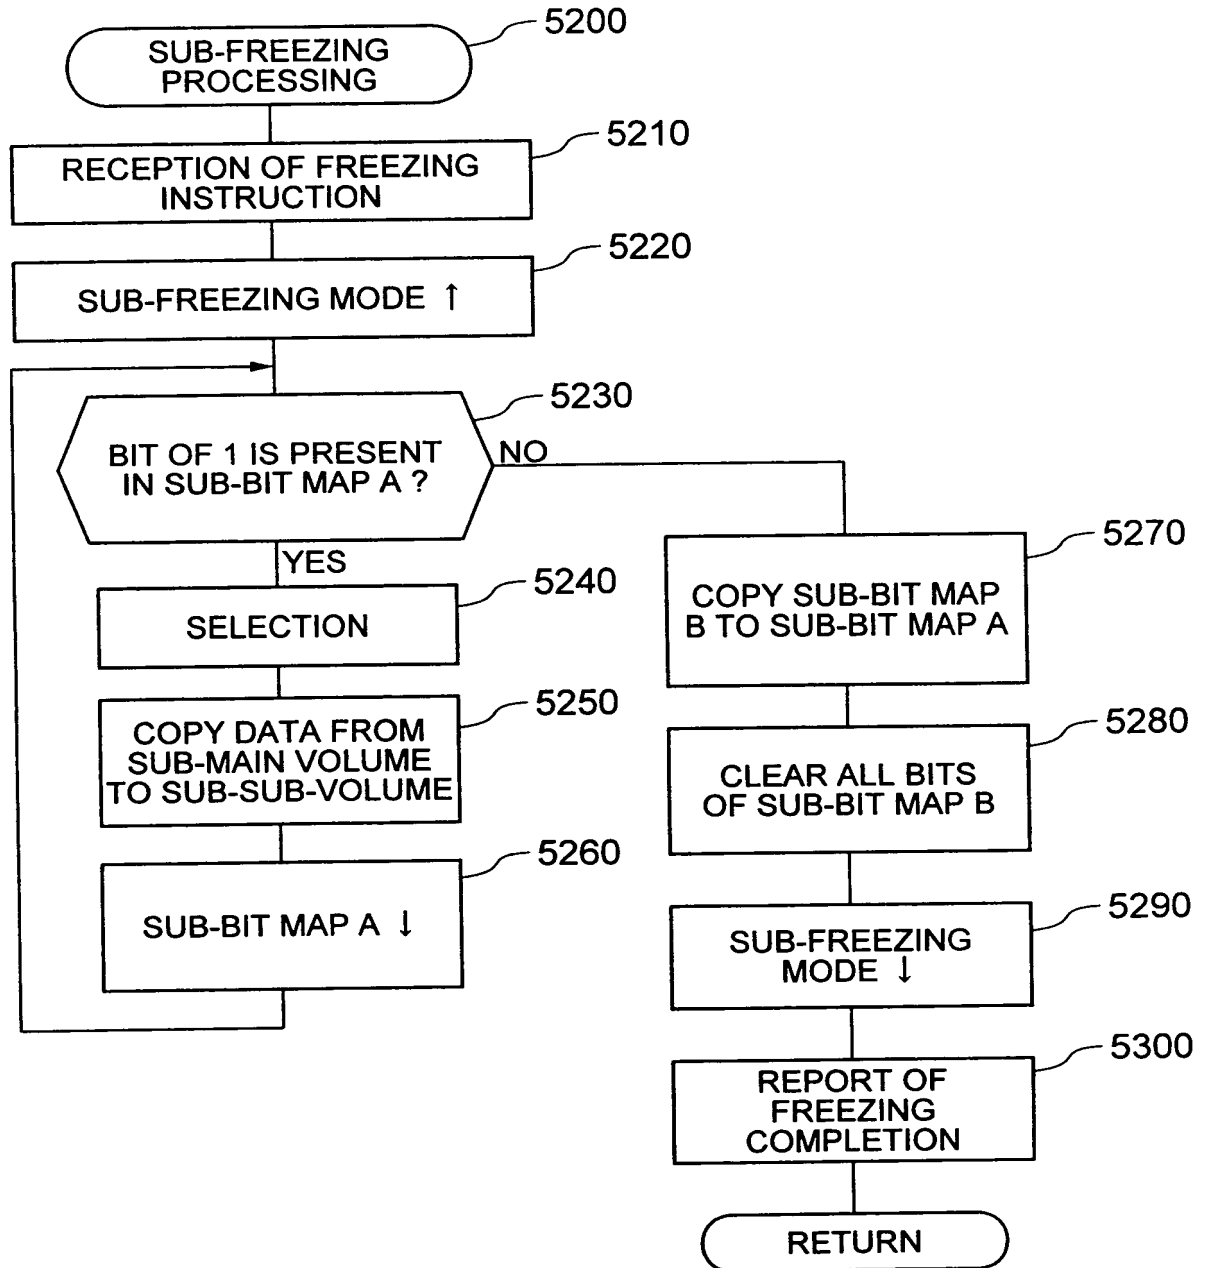 5200
SUB-FREEZING
PROCESSING
5210
RECEPTION OF FREEZING
INSTRUCTION
5220
SUB-FREEZING MODE ↑
5230
BIT OF 1 IS PRESENT
IN SUB-BIT MAP A ?
NO
YES
5240
SELECTION
5250
COPY DATA FROM
SUB-MAIN VOLUME
TO SUB-SUB-VOLUME
5260
SUB-BIT MAP A ↓
5270
COPY SUB-BIT MAP
B TO SUB-BIT MAP A
5280
CLEAR ALL BITS
OF SUB-BIT MAP B
5290
SUB-FREEZING
MODE ↓
5300
REPORT OF
FREEZING
COMPLETION
RETURN